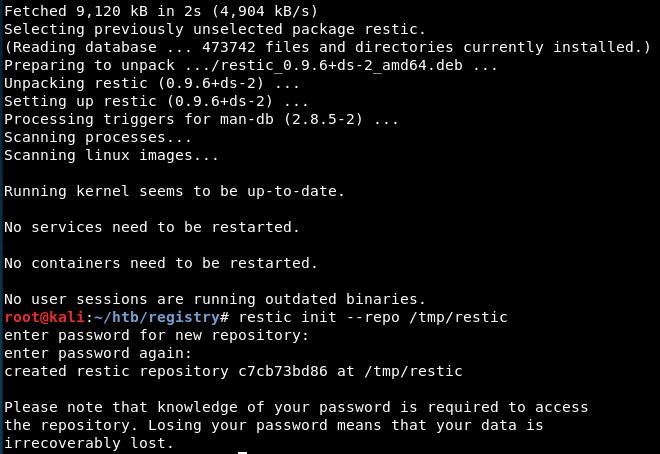 Fetched 9,120 kB in 2s (4,904 kB/s)
Selecting previously unselected package restic.
(Reading database ... 473742 files and directories currently installed.)
Preparing to unpack .../restic_0.9.6+ds-2_amd64.deb ...
Unpacking restic (0.9.6+ds-2) ...
Setting up restic (0.9.6+ds-2) ...
Processing triggers for man-db (2.8.5-2) ...
Scanning processes...
Scanning linux images...
Running kernel seems to be up-to-date.
No services need to be restarted.
No containers need to be restarted.
No user sessions are running outdated binaries.
root@kali:~/htb/registry# restic init --repo /tmp/restic
enter password for new repository:
enter password again:
created restic repository c7cb73bd86 at /tmp/restic
Please note that knowledge of your password is required to access
the repository. Losing your password means that your data is
irrecoverably lost.